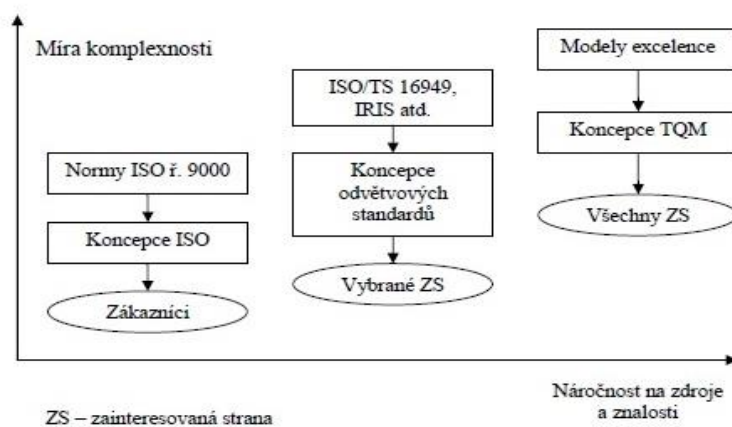 Míra komplexnosti
Normy ISO ř. 9000
Koncepce ISO
Zákazníci
ISO/TS 16949,
IRIS atd.
Koncepce
odvětvových
standardů
Vybrané ZS
Modely excelence
Koncepce TQM
Všechny ZS
Náročnost na zdroje
a znalosti
ZS – zainteresovaná strana